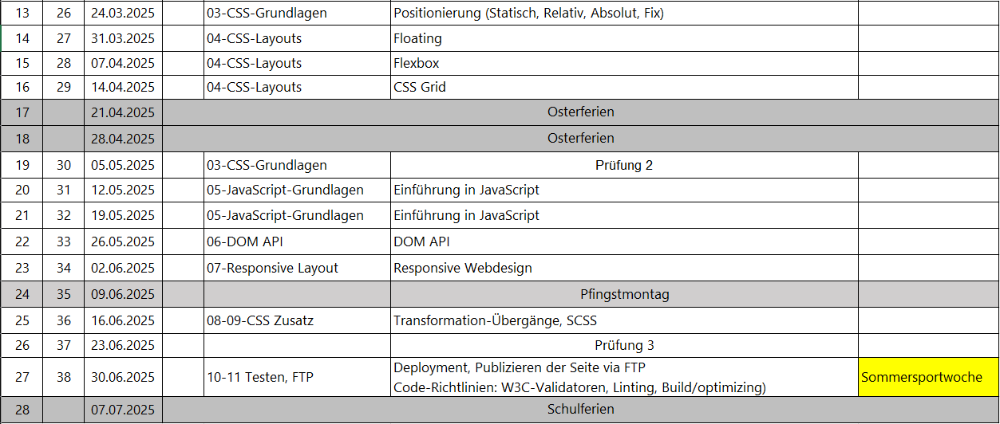 13 26 24.03.2025 03-CSS-Grundlagen Positionierung (Statisch, Relativ, Absolut, Fix)
14 27 31.03.2025 04-CSS-Layouts Floating
15 28 07.04.2025 04-CSS-Layouts Flexbox
16 29 14.04.2025 04-CSS-Layouts CSS Grid
17 21.04.2025 Osterferien
18 28.04.2025 Osterferien
19 30 05.05.2025 03-CSS-Grundlagen Prüfung 2
20 31 12.05.2025 05-JavaScript-Grundlagen Einführung in JavaScript
21 32 19.05.2025 05-JavaScript-Grundlagen Einführung in JavaScript
22 33 26.05.2025 06-DOM API DOM API
23 34 02.06.2025 07-Responsive Layout Responsive Webdesign
24 35 09.06.2025 Pfingstmontag
25 36 16.06.2025 08-09-CSS Zusatz Transformation-Übergänge, SCSS
26 37 23.06.2025 Prüfung 3
27 38 30.06.2025 10-11 Testen, FTP Deployment, Publizieren der Seite via FTP
Code-Richtlinien: W3C-Validatoren, Linting, Build/optimizing) Sommersportwoche
28 07.07.2025 Schulferien